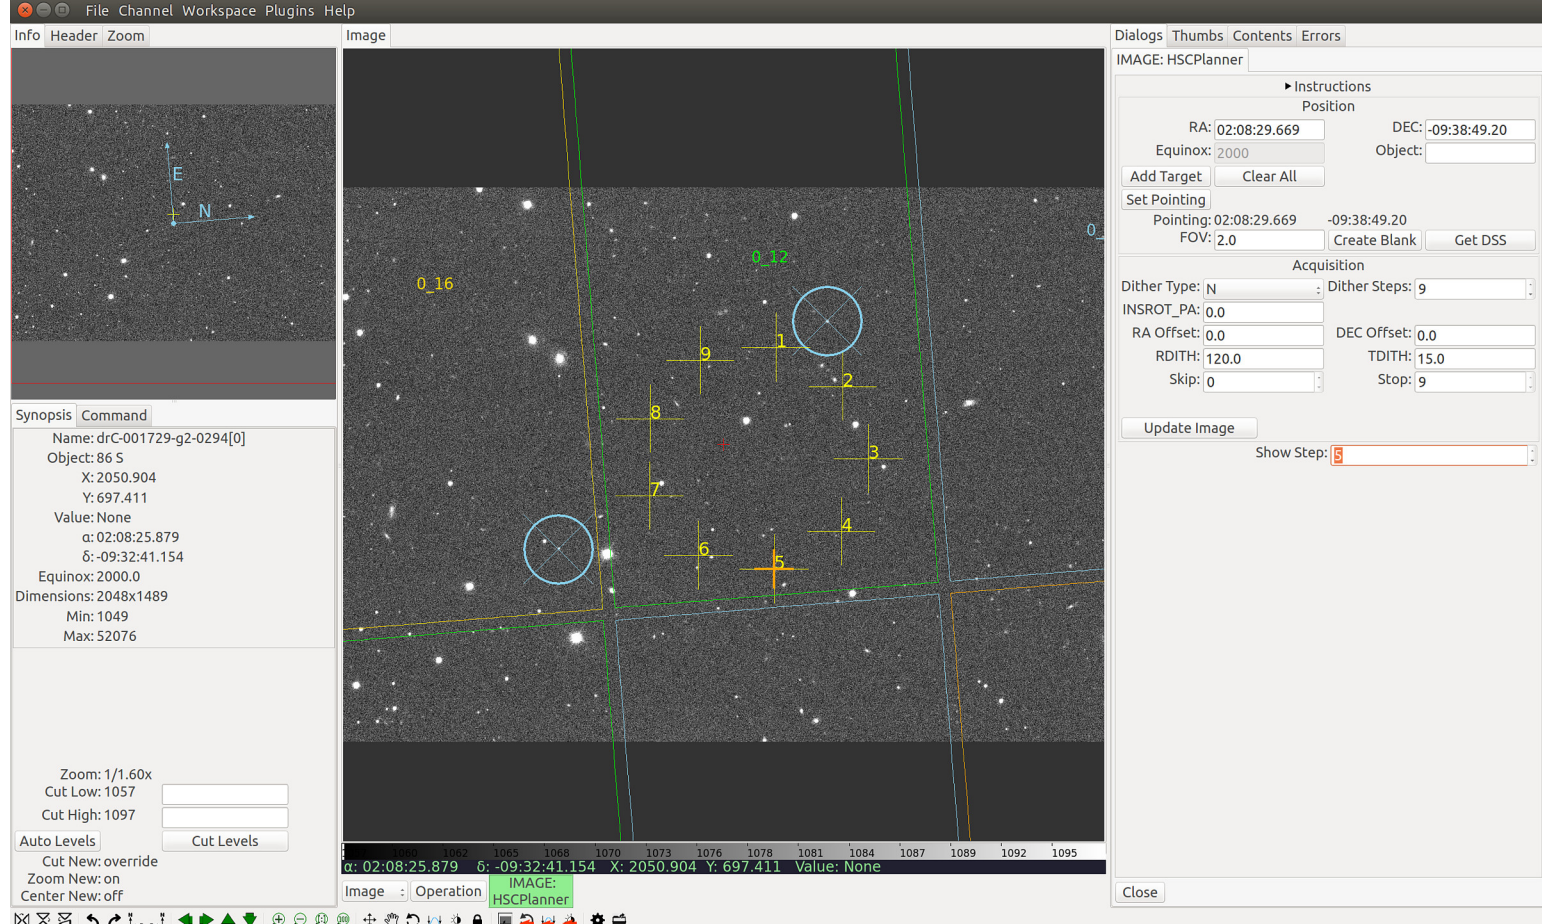 File Channel Workspace Plugins Help
Info Header Zoom
E
N
Synopsis Command
Name: drC-001729-g2-0294[0]
Object: 86 S
X: 2050.904
Y: 697.411
Value: None
α: 02:08:25.879
δ: -09:32:41.154
Equinox: 2000.0
Dimensions: 2048x1489
Min: 1049
Max: 52076
Zoom: 1/1.60x
Cut Low: 1057
Cut High: 1097
Auto Levels Cut Levels
Cut New: override
Zoom New: on
Center New: off
Image
0_
0_12
0_16
1
9
2
8
3
7
4
6
5
1060 1062 1065 1068 1070 1073 1076 1078 1081 1084 1087 1089 1092 1095
α: 02:08:25.879 δ: -09:32:41.154 X: 2050.904 Y: 697.411 Value: None
Image Operation IMAGE:
HSCPlanner
Dialogs Thumbs Contents Errors
IMAGE: HSCPlanner
Instructions
Position
RA: 02:08:29.669 DEC: -09:38:49.20
Equinox: 2000 Object:
Add Target Clear All
Set Pointing
Pointing: 02:08:29.669 -09:38:49.20
FOV: 2.0 Create Blank Get DSS
Acquisition
Dither Type: N Dither Steps: 9
INSROT_PA: 0.0
RA Offset: 0.0 DEC Offset: 0.0
RDITH: 120.0 TDITH: 15.0
Skip: 0 Stop: 9
Update Image
Show Step: 5
Close